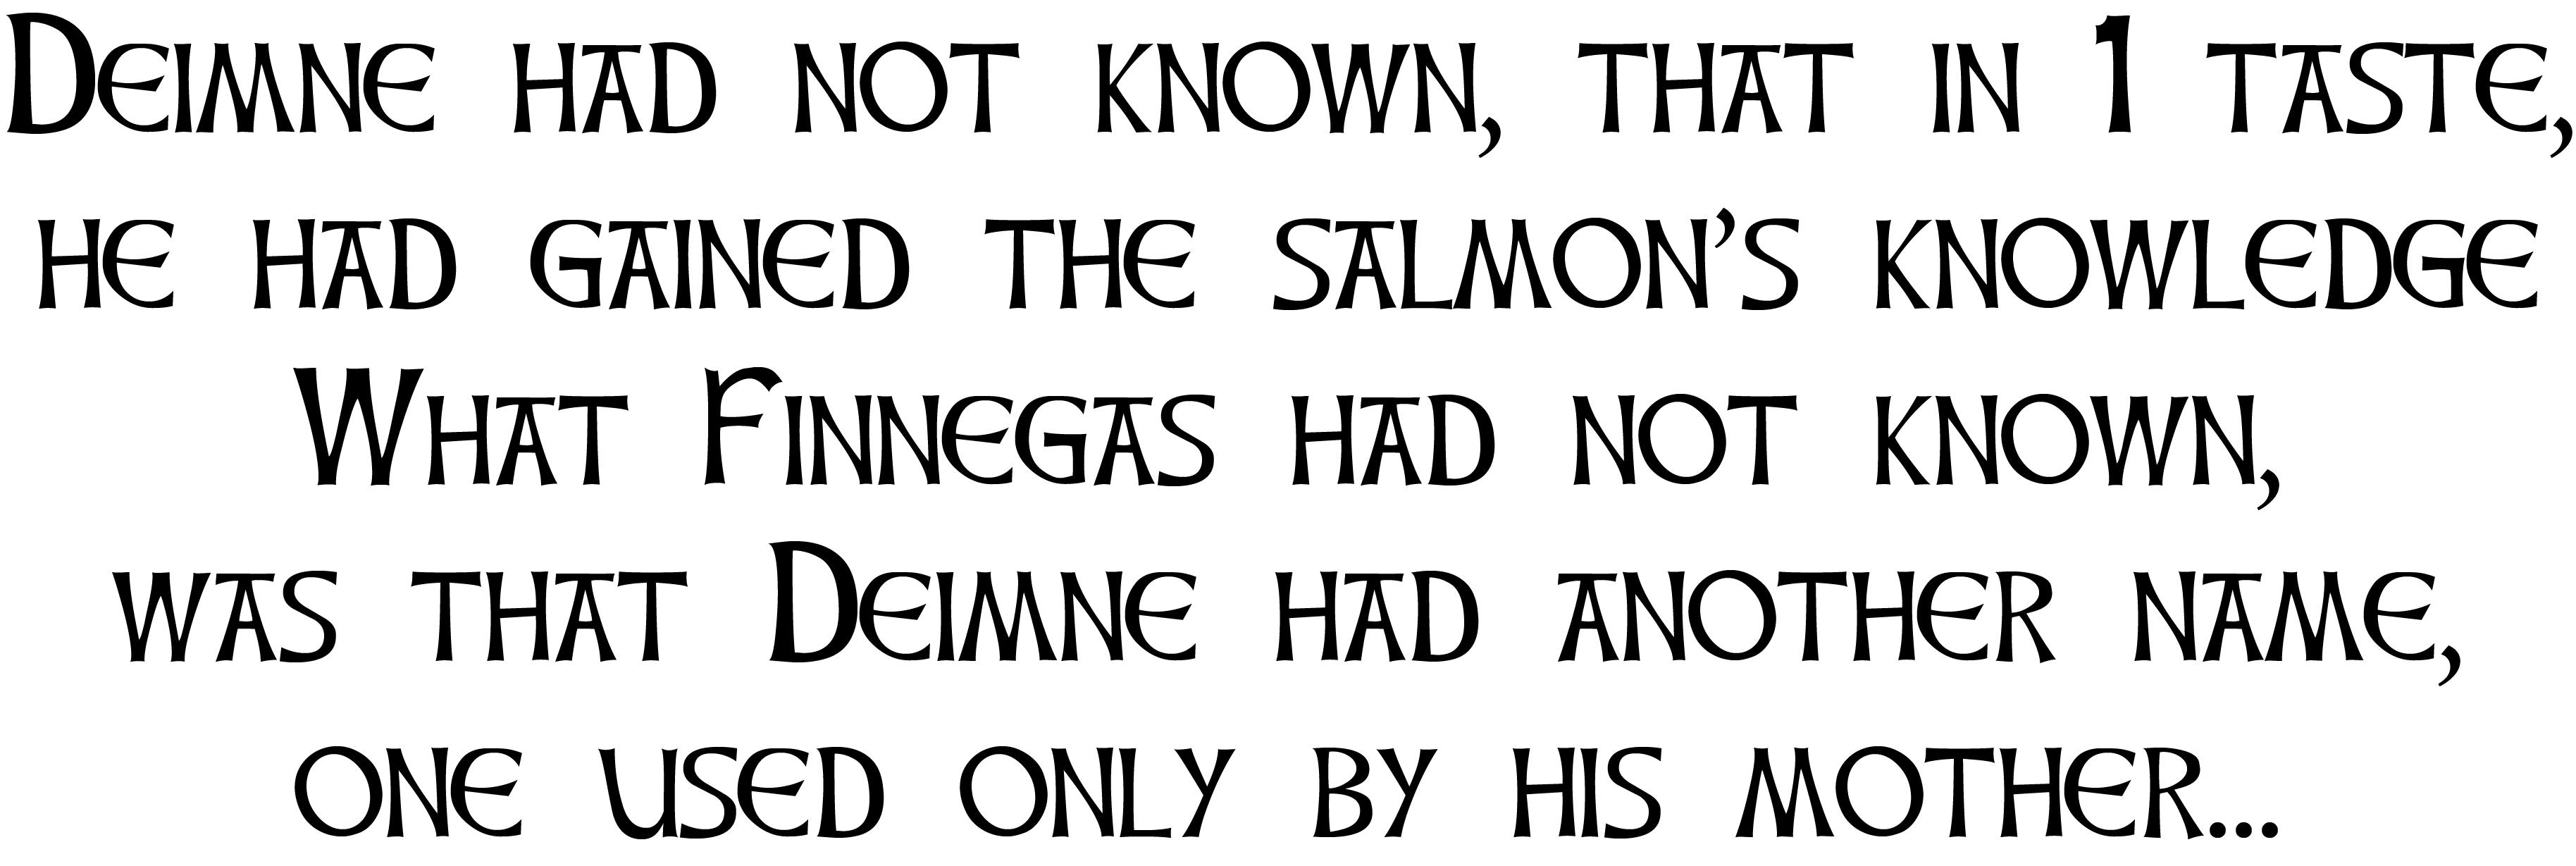 Deimne had not known, that in 1 taste,
he had gained the salmon’s knowledge
What Finnegas had not known,
was that Deimne had another name,
one used only by his mother...